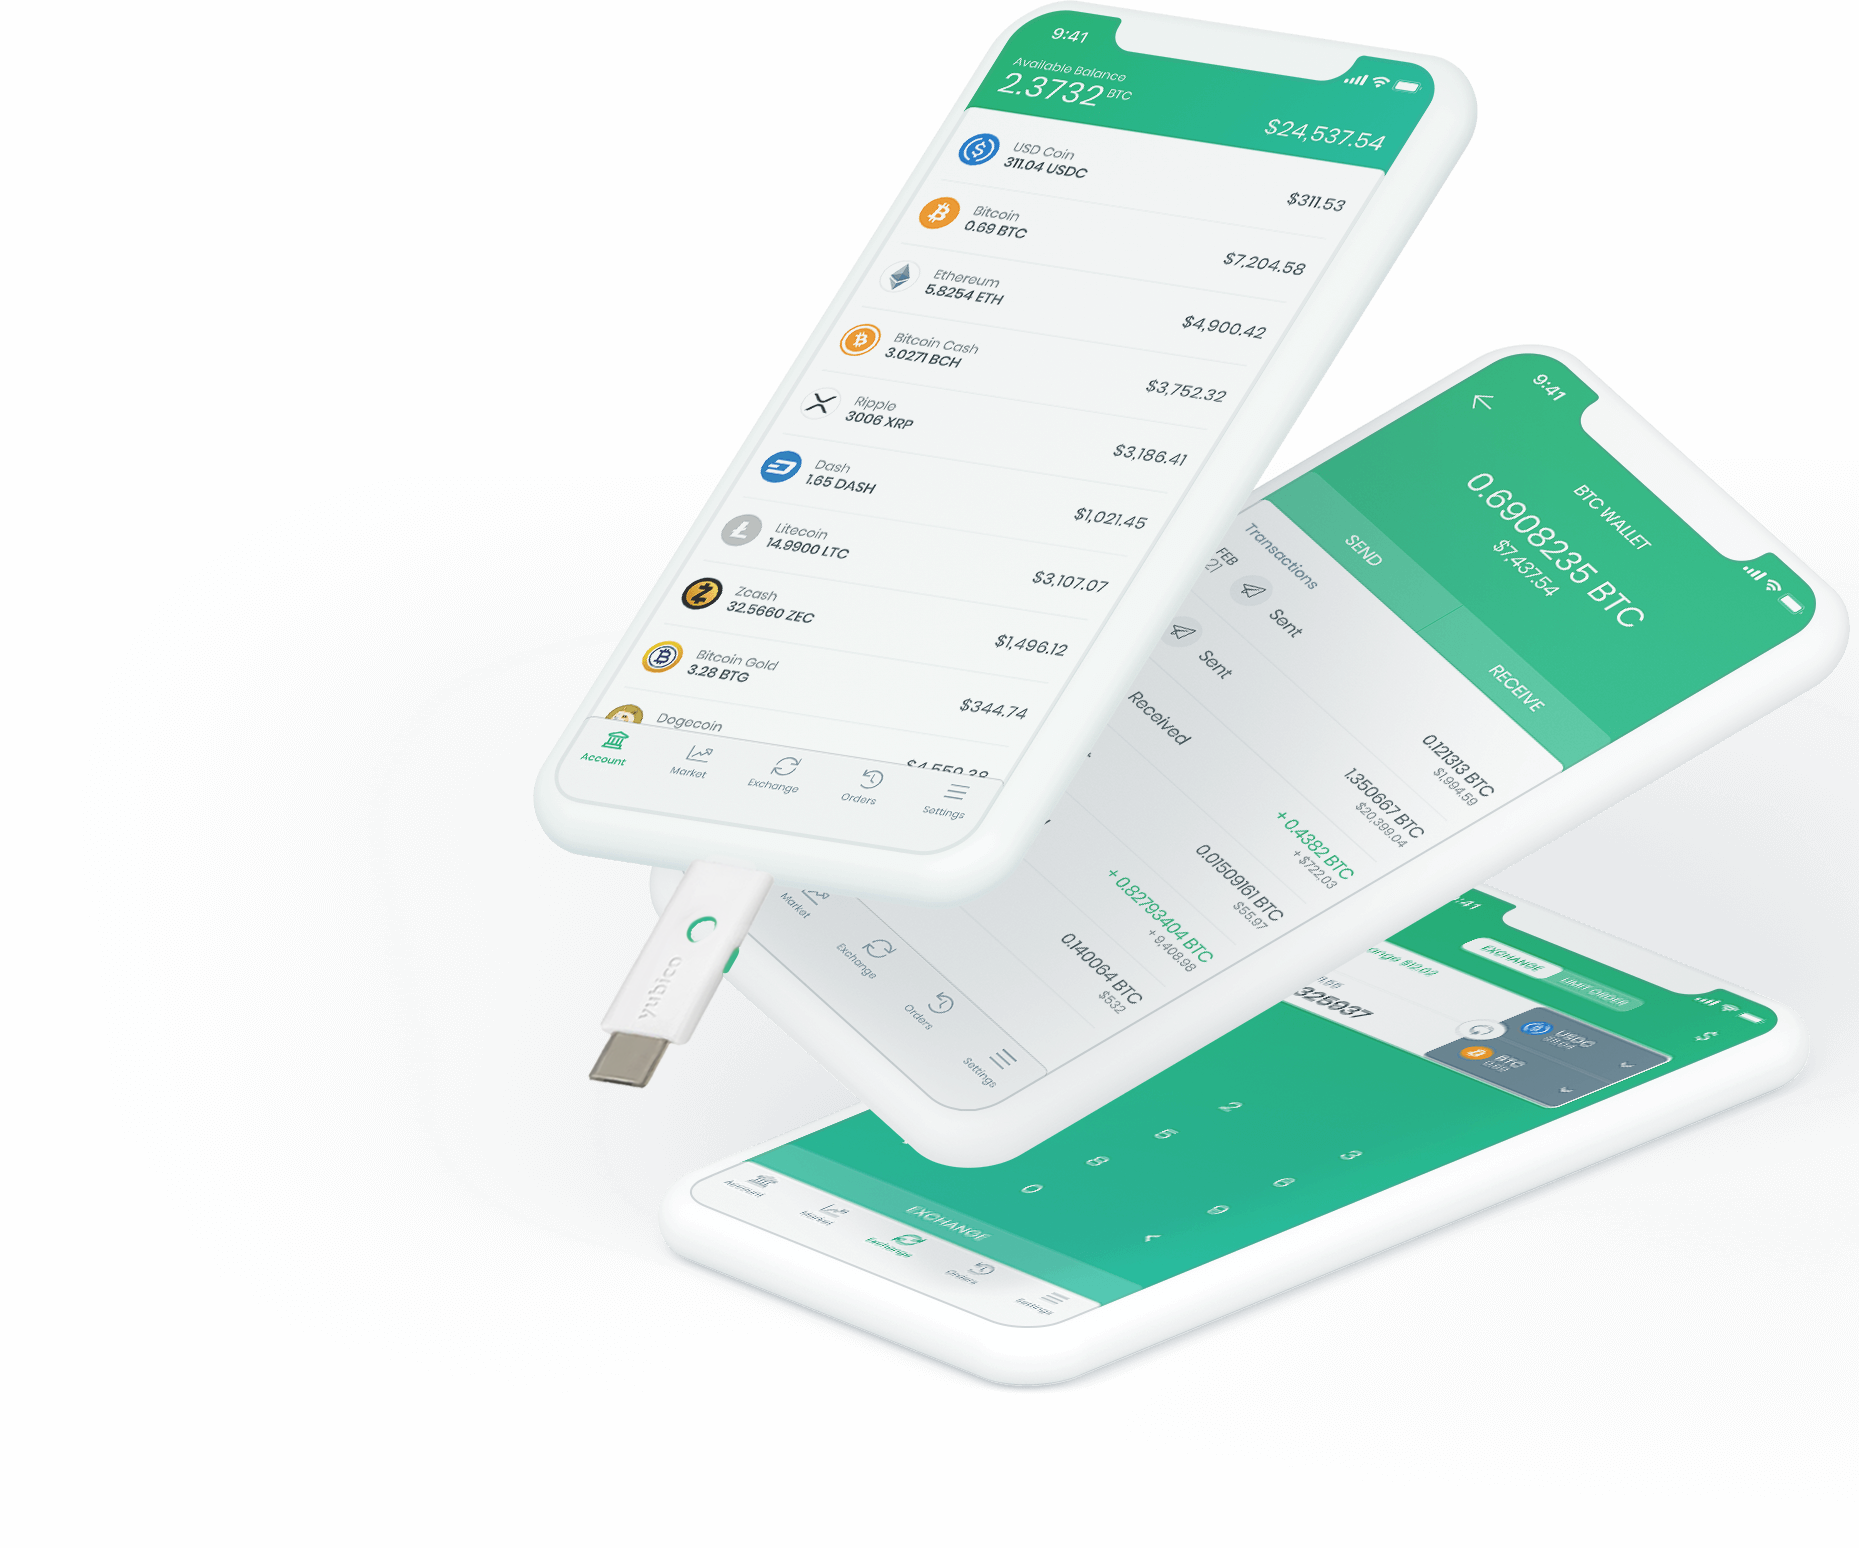 9:41
Available Balance
2.3732 BTC
$24,537.54
USD Coin
311.04 USDC
$311.53
Bitcoin
0.69 BTC
$7,204.58
Ethereum
5.8254 ETH
$4,900.42
Bitcoin Cash
3.0271 BCH
$3,752.32
Ripple
3006 XRP
$3,186.41
Dash
1.65 DASH
$1,021.45
Litecoin
14.9900 LTC
$3,107.07
Zcash
32.5660 ZEC
$1,496.12
Bitcoin Gold
3.28 BTG
$344.74
Dogecoin
$4,559.38
Account
Market
Exchange
Orders
Settings
yubico
9:41
BTC WALLET
0.6908235 BTC
$7,437.54
SEND
RECEIVE
Transactions
FEB
21
Sent
0.121313 BTC
$1,994.59
Sent
1.350667 BTC
$20,399.04
Received
+ 0.4382 BTC
+ $722.03
0.01509161 BTC
$55.97
+ 0.82793404 BTC
+ 9,408.98
0.140064 BTC
$532
Market
Exchange
Orders
Settings
:41
EXCHANGE
LIMIT ORDER
$12.02
$
325937
USDC
311.04
BTC
2
3
5
6
8
9
0
EXCHANGE
Account
Market
Exchange
Orders
Settings